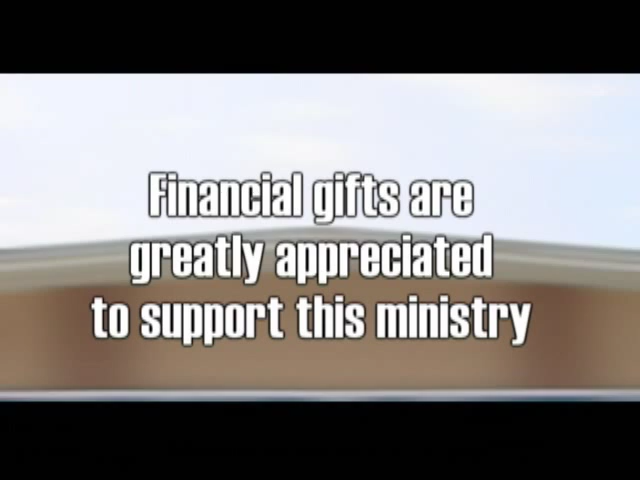 Financial gifts are
greatly appreciated
to support this ministry